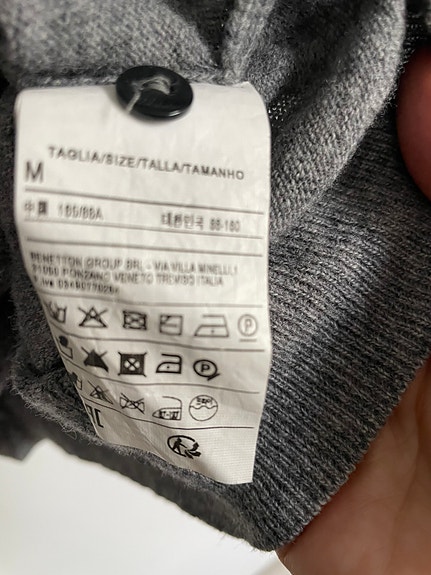 TAGLIA/SIZE/TALLA/TAMANHO
M
中国 160/88A 대한민국 88-160
BENETTON GROUP SRL - VIA VILLA MINELLI,1
31050 PONZANO VENETO TREVISO ITALIA
P
P